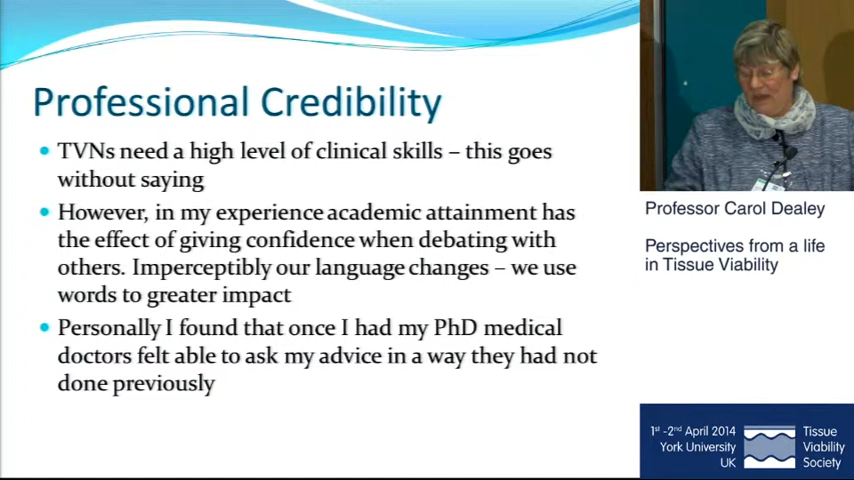 Professional Credibility
TVNs need a high level of clinical skills – this goes
without saying
However, in my experience academic attainment has
the effect of giving confidence when debating with
others. Imperceptibly our language changes – we use
words to greater impact
Personally I found that once I had my PhD medical
doctors felt able to ask my advice in a way they had not
done previously
Professor Carol Dealey
Perspectives from a life
in Tissue Viability
1st -2nd April 2014
York University
UK
Tissue
Viability
Society